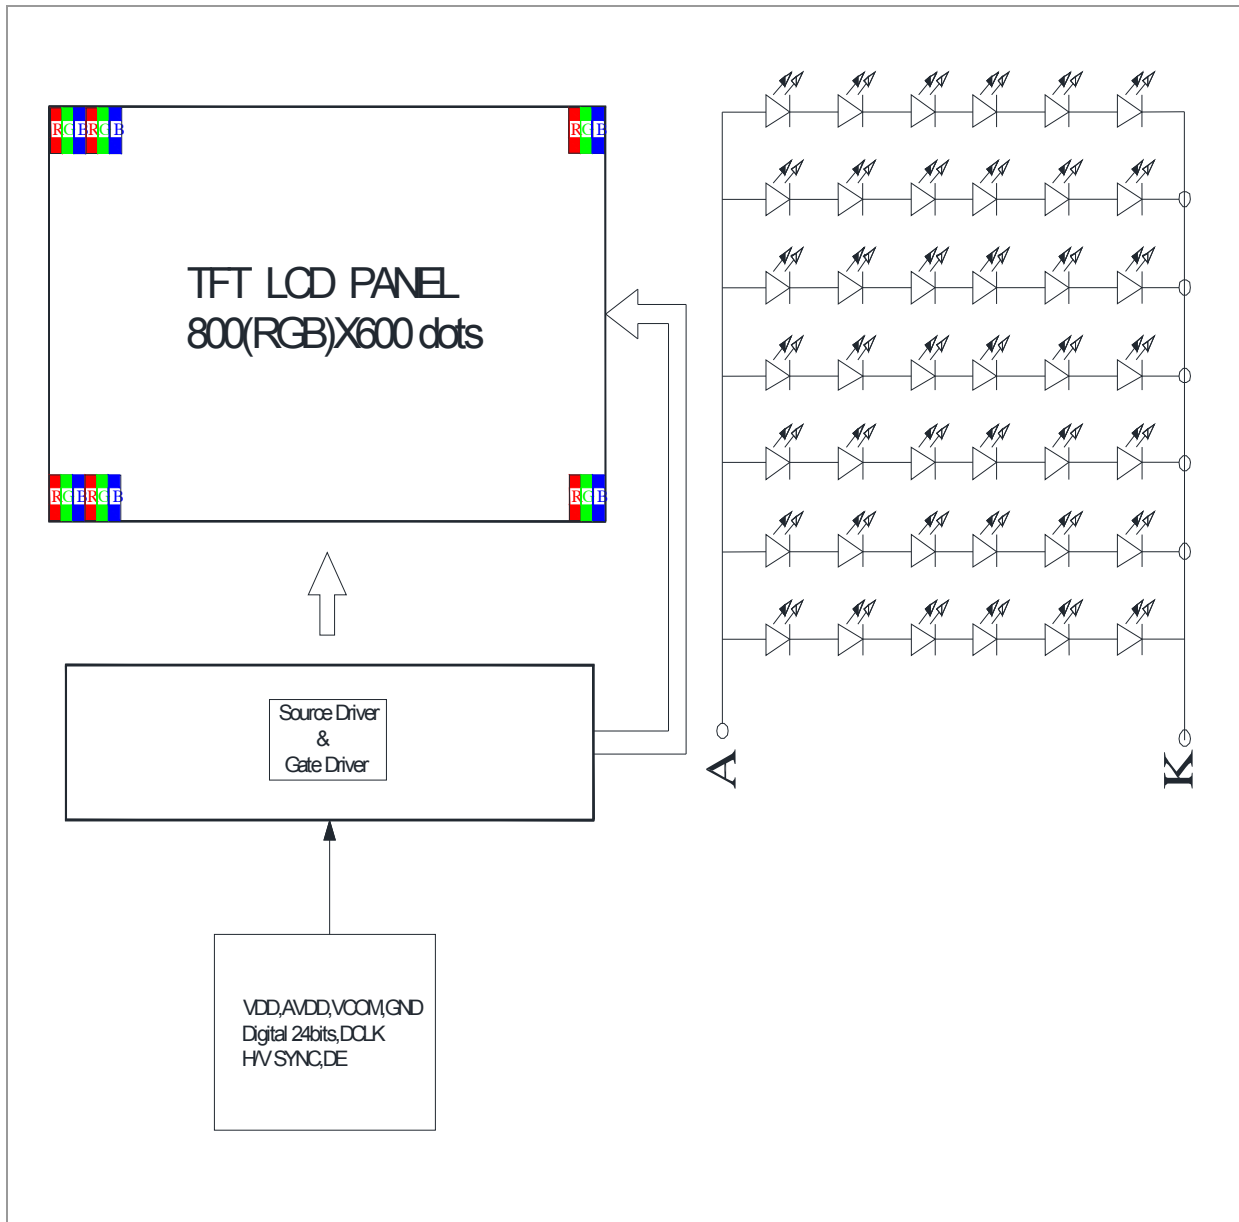 RGBRGB RGB
TFT LCD PANEL
800(RGB)X600 dots
RGBRGB RGB
Source Driver
&
Gate Driver
A K
VDD,AVDD,VCOM,GND
Digital 24bits,DCLK
H/V SYNC,DE